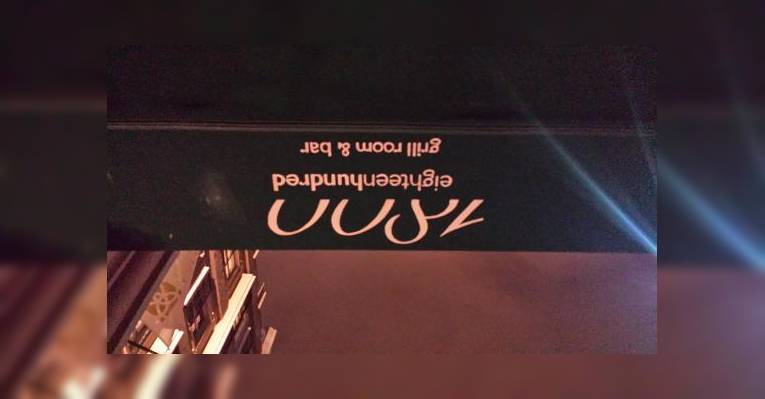 1800
eighteenhundred
grill room & bar